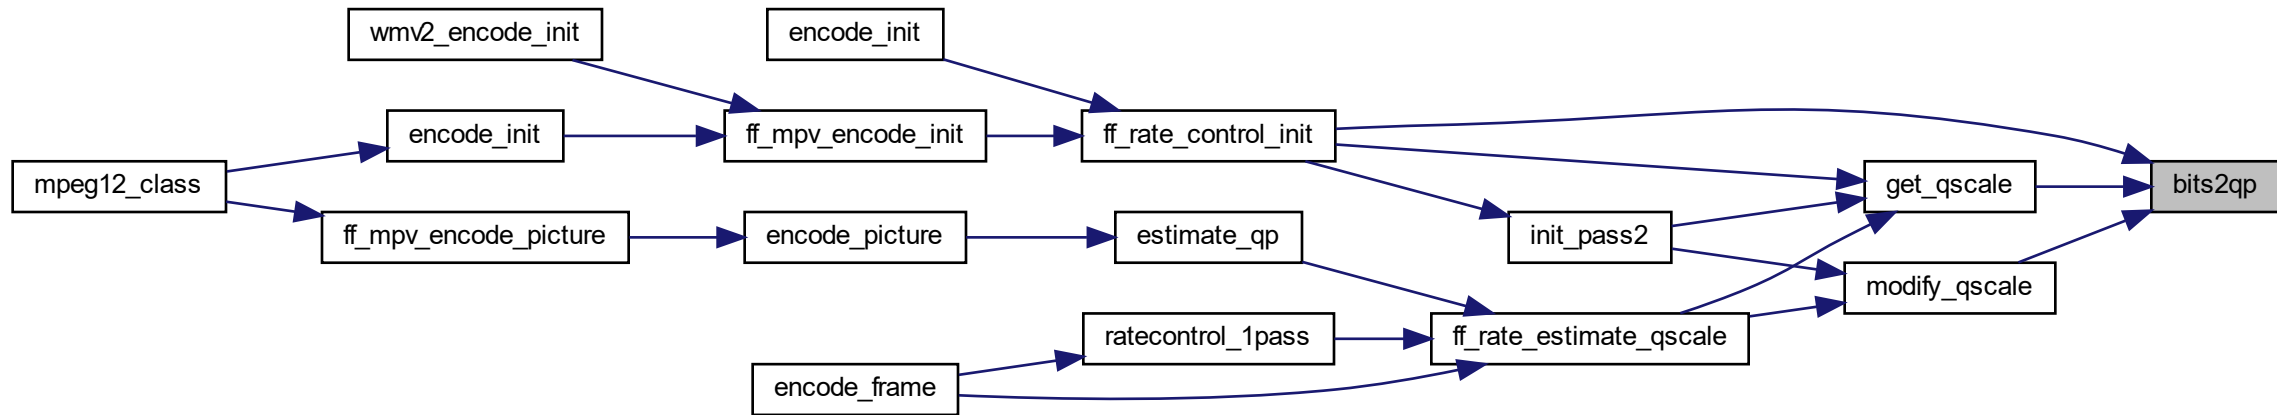 wmv2_encode_init
encode_init
encode_init
ff_mpv_encode_init
ff_rate_control_init
mpeg12_class
get_qscale
bits2qp
ff_mpv_encode_picture
encode_picture
estimate_qp
init_pass2
modify_qscale
ratecontrol_1pass
ff_rate_estimate_qscale
encode_frame